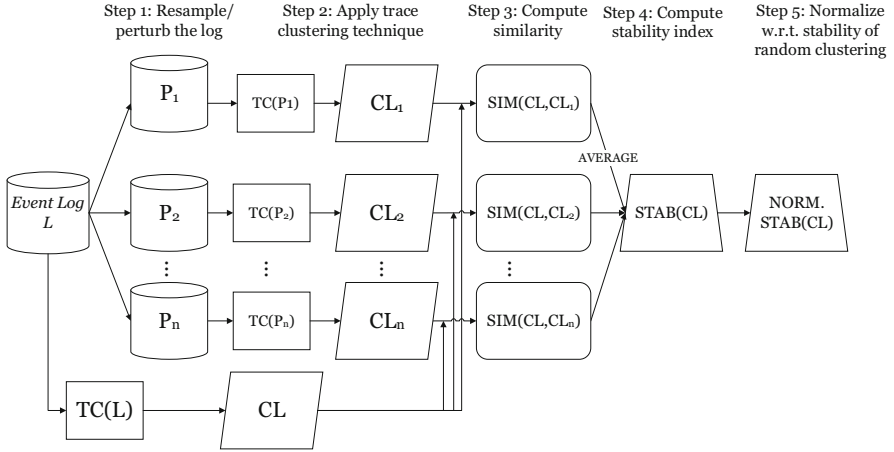 Step 1: Resample/
perturb the log
Step 2: Apply trace
clustering technique
Step 3: Compute
similarity
Step 4: Compute
stability index
Step 5: Normalize
w.r.t. stability of
random clustering
P₁
TC(P1)
CL₁
SIM(CL,CL₁)
AVERAGE
Event Log
L
P₂
TC(P₂)
CL₂
SIM(CL,CL₂)
STAB(CL)
NORM.
STAB(CL)
⋮ ⋮ ⋮ ⋮
Pₙ
TC(Pₙ)
CLₙ
SIM(CL,CLₙ)
TC(L)
CL